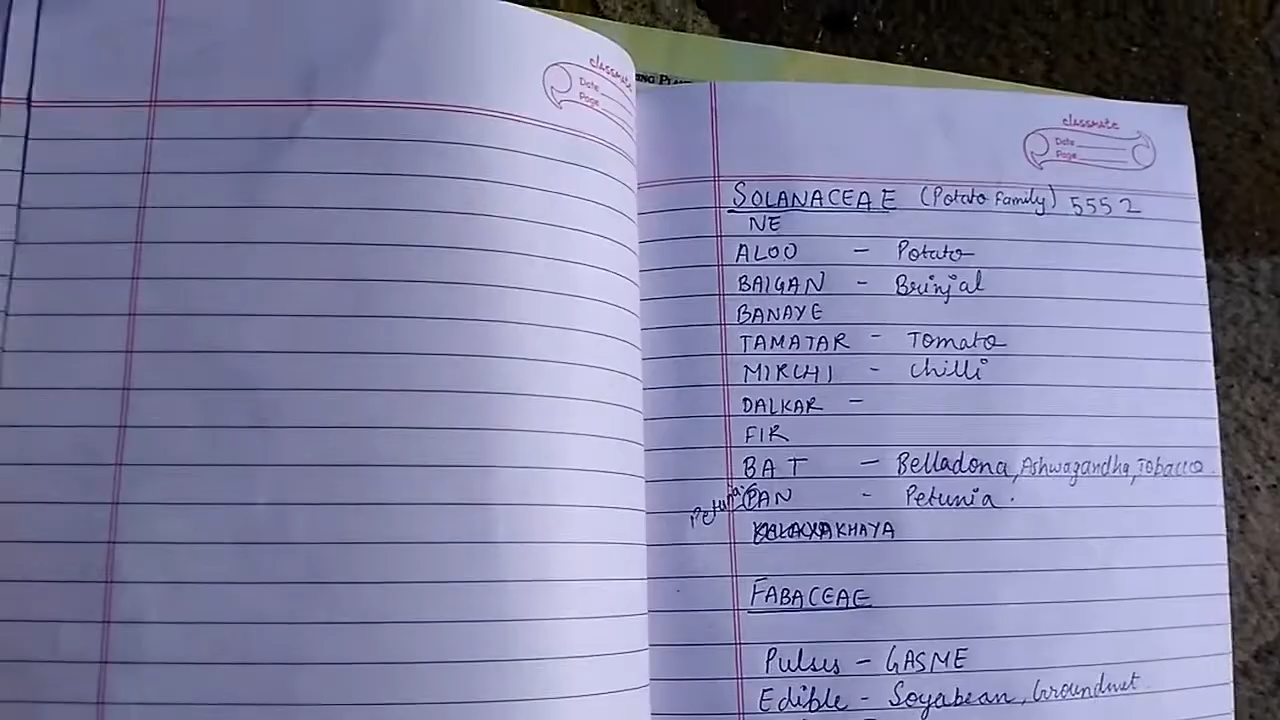 classmate
Date
Page
classmate
Date
Page
SOLANACEAE (Potato family) 5552
NE
ALOO - Potato
BAIGAN - Brinjal
BANAYE
TAMATAR - Tomato
MIRCHI - Chilli
DALKAR -
FIR
BAT - Belladona, Ashwagandha, Tobacco.
Petunia PAN - Petunia.
KHAYA
FABACEAE
Pulses - GASME
Edible - Soyabean, Groundnut